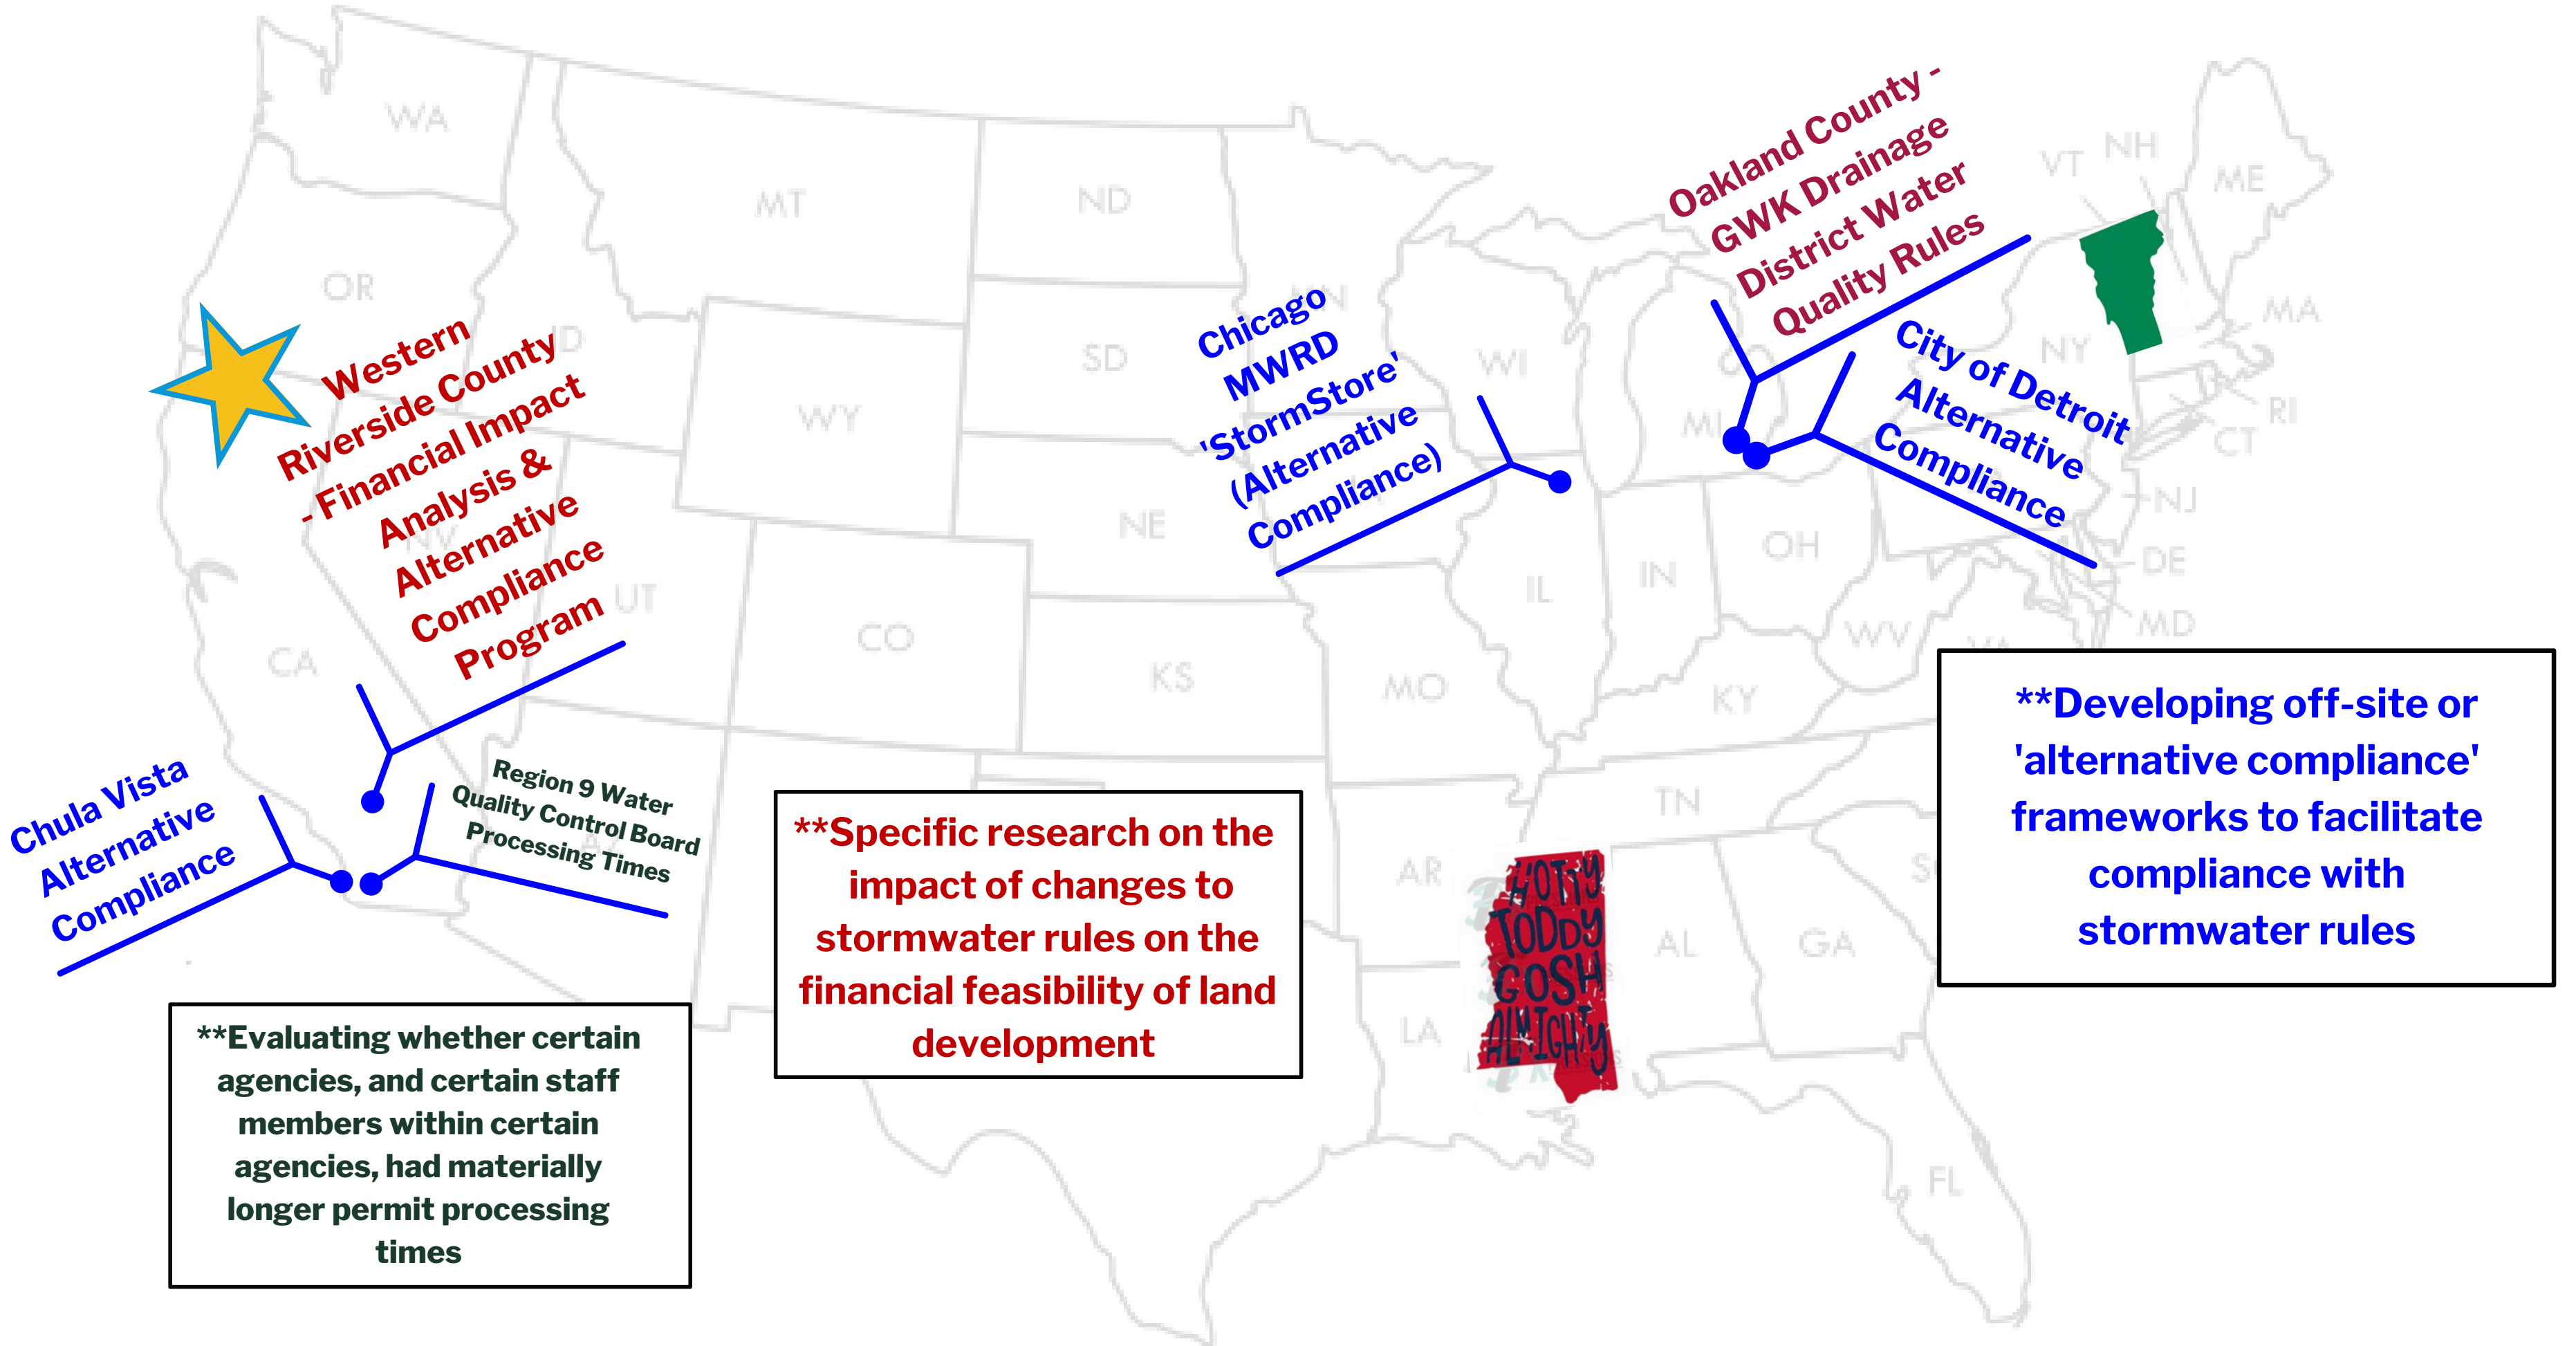 WA
OR
ID
MT
ND
SD
WY
NE
NV
UT
CO
KS
CA
WI
MI
IL
IN
OH
MO
KY
WV
TN
AR
AL
GA
LA
FL
VT
NH
ME
NY
MA
RI
CT
NJ
DE
MD
Western
Riverside County
- Financial Impact
Analysis &
Alternative
Compliance
Program
Chula Vista
Alternative
Compliance
Region 9 Water
Quality Control Board
Processing Times
Chicago
MWRD
'StormStore'
(Alternative
Compliance)
Oakland County -
GWK Drainage
District Water
Quality Rules
City of Detroit
Alternative
Compliance
**Evaluating whether certain
agencies, and certain staff
members within certain
agencies, had materially
longer permit processing
times
**Specific research on the
impact of changes to
stormwater rules on the
financial feasibility of land
development
HOTTY
TODDY
GOSH
ALMIGHTY
**Developing off-site or
'alternative compliance'
frameworks to facilitate
compliance with
stormwater rules